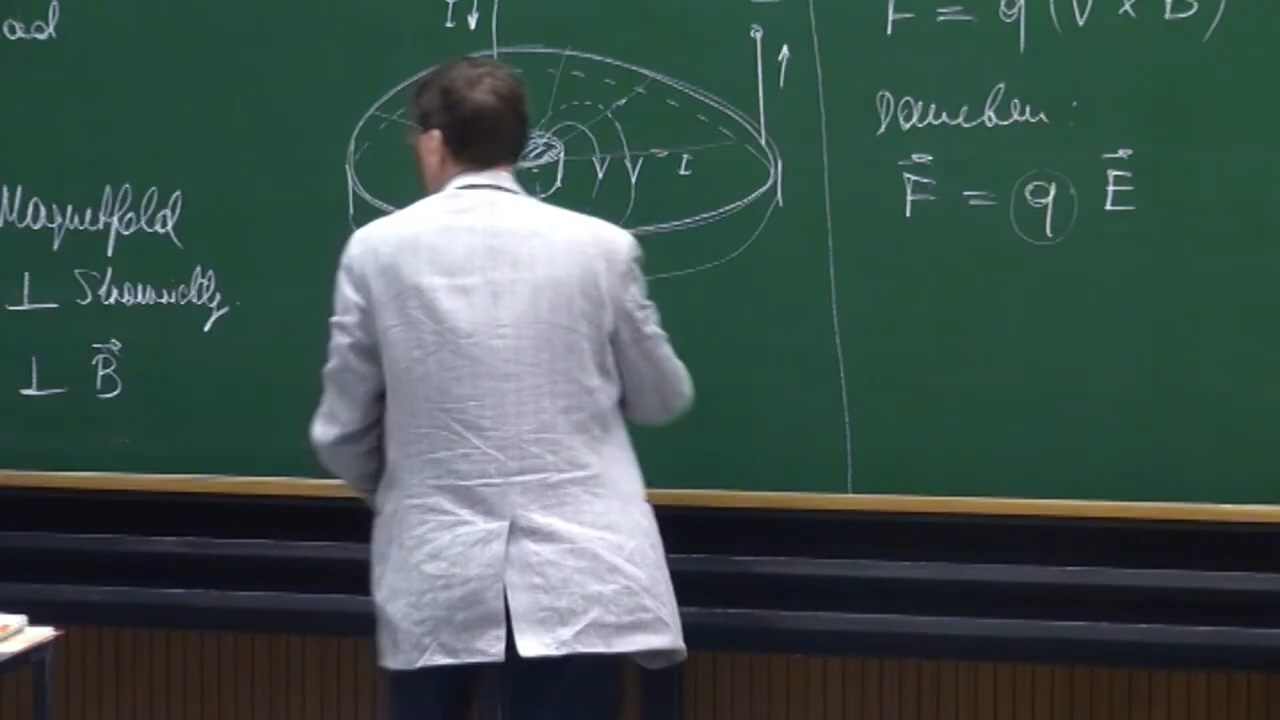 I ↓
Magnetfeld
⊥ Stromrichtg.
⊥ B⃗
I
F = q (V × B)
Daneben:
F⃗ = q E⃗